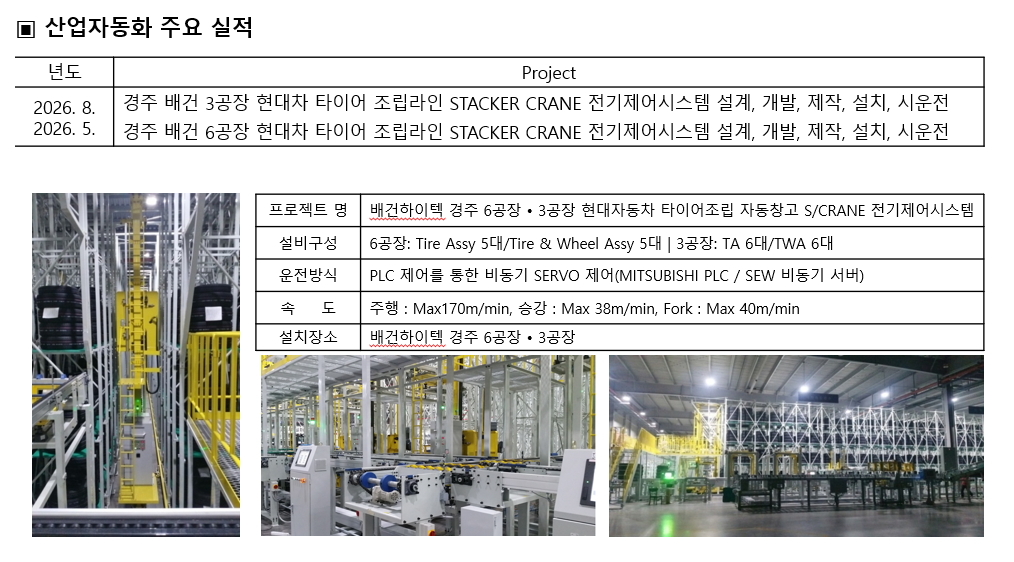 ▣ 산업자동화 주요 실적
년도 Project
2026. 8. 경주 배건 3공장 현대차 타이어 조립라인 STACKER CRANE 전기제어시스템 설계, 개발, 제작, 설치, 시운전
2026. 5. 경주 배건 6공장 현대차 타이어 조립라인 STACKER CRANE 전기제어시스템 설계, 개발, 제작, 설치, 시운전
프로젝트 명 배건하이텍 경주 6공장 • 3공장 현대자동차 타이어조립 자동창고 S/CRANE 전기제어시스템
설비구성 6공장: Tire Assy 5대/Tire & Wheel Assy 5대 | 3공장: TA 6대/TWA 6대
운전방식 PLC 제어를 통한 비동기 SERVO 제어(MITSUBISHI PLC / SEW 비동기 서버)
속 도 주행 : Max170m/min, 승강 : Max 38m/min, Fork : Max 40m/min
설치장소 배건하이텍 경주 6공장 • 3공장